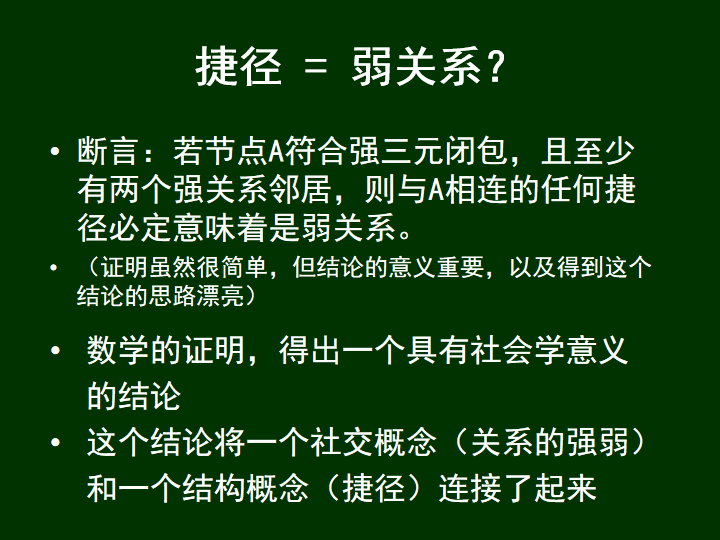 捷径 = 弱关系?
• 断言：若节点A符合强三元闭包，且至少
有两个强关系邻居，则与A相连的任何捷
径必定意味着是弱关系。
• （证明虽然很简单，但结论的意义重要，以及得到这个
结论的思路漂亮）
• 数学的证明，得出一个具有社会学意义
的结论
• 这个结论将一个社交概念（关系的强弱）
和一个结构概念（捷径）连接了起来